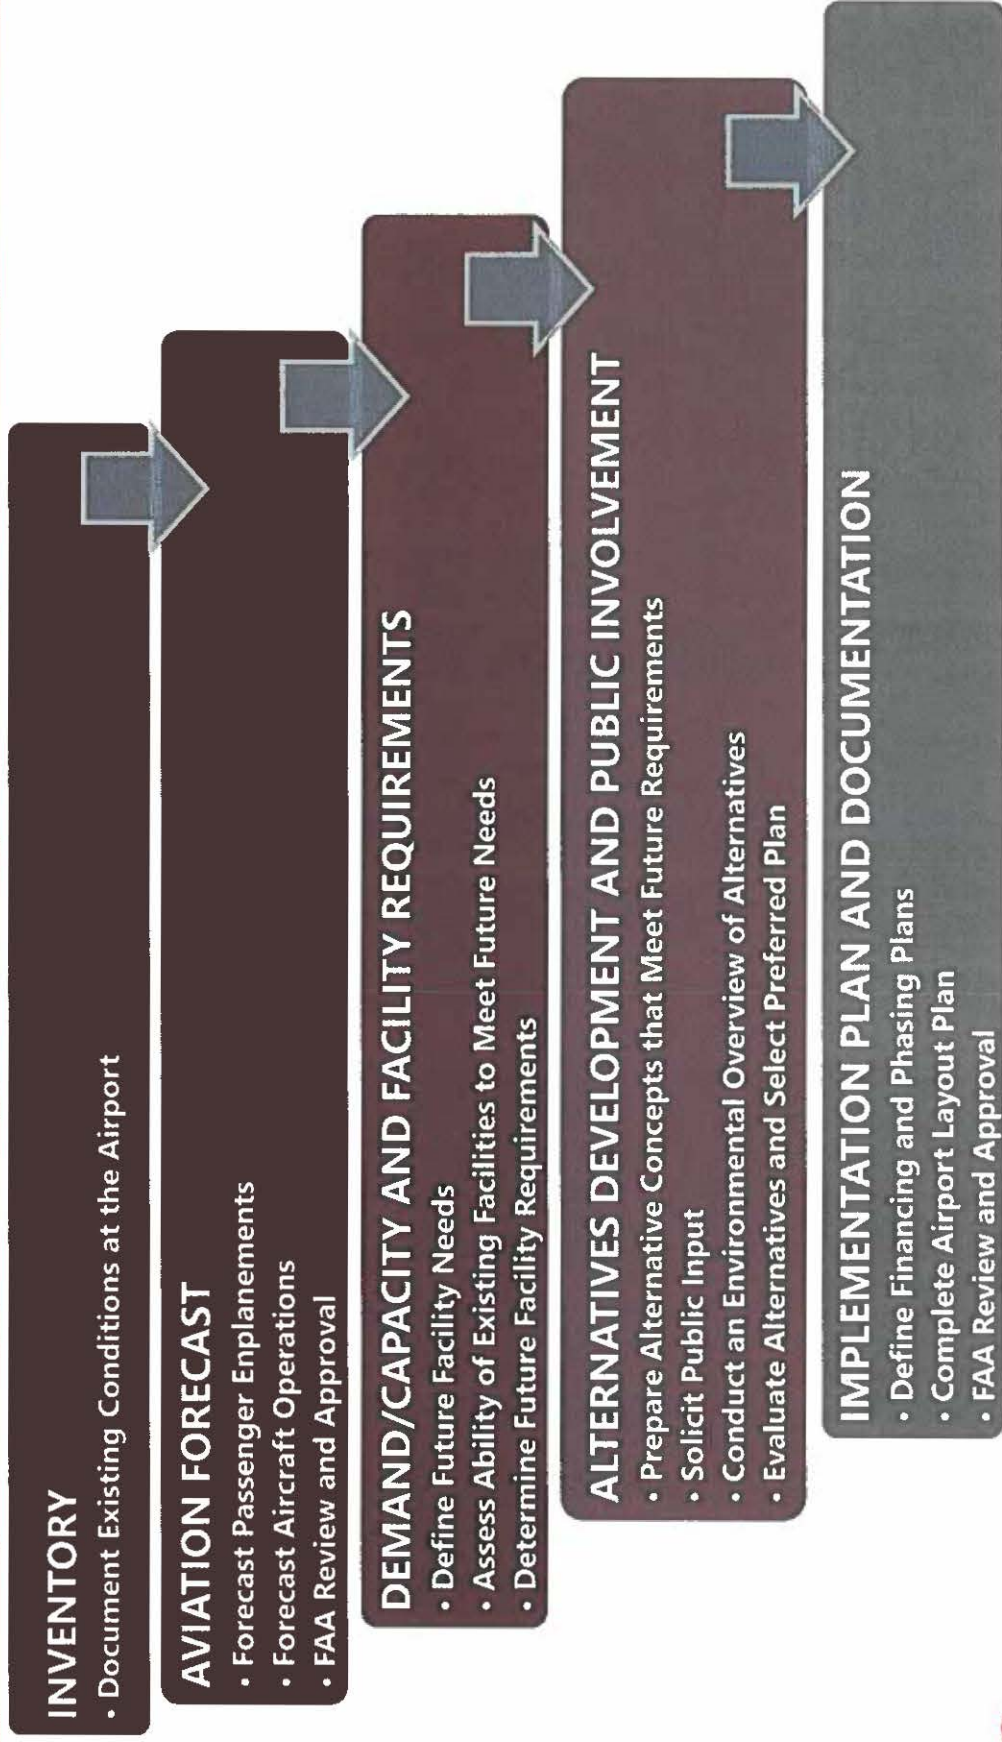 INVENTORY
• Document Existing Conditions at the Airport
AVIATION FORECAST
• Forecast Passenger Enplanements
• Forecast Aircraft Operations
• FAA Review and Approval
DEMAND/CAPACITY AND FACILITY REQUIREMENTS
• Define Future Facility Needs
• Assess Ability of Existing Facilities to Meet Future Needs
• Determine Future Facility Requirements
ALTERNATIVES DEVELOPMENT AND PUBLIC INVOLVEMENT
• Prepare Alternative Concepts that Meet Future Requirements
• Solicit Public Input
• Conduct an Environmental Overview of Alternatives
• Evaluate Alternatives and Select Preferred Plan
IMPLEMENTATION PLAN AND DOCUMENTATION
• Define Financing and Phasing Plans
• Complete Airport Layout Plan
• FAA Review and Approval